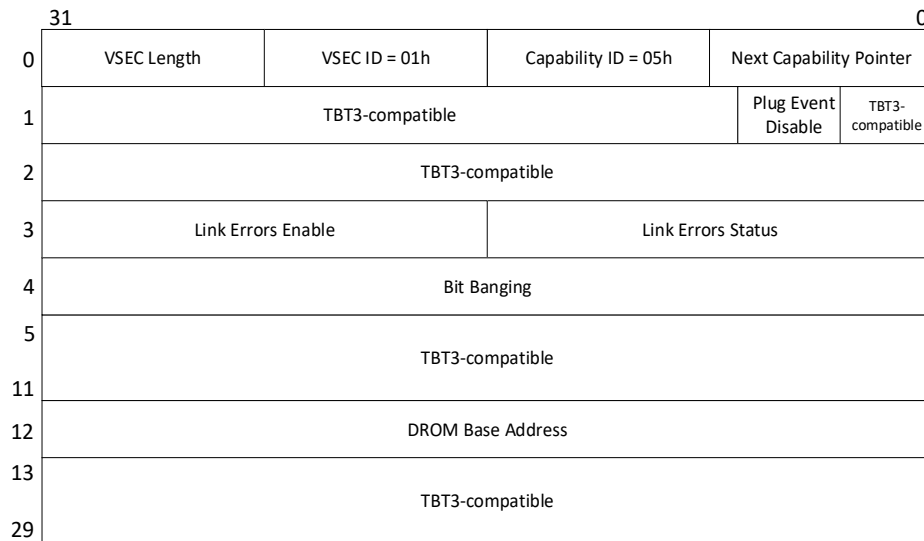 31 0
0 VSEC Length VSEC ID = 01h Capability ID = 05h Next Capability Pointer
1 TBT3-compatible Plug Event Disable TBT3-compatible
2 TBT3-compatible
3 Link Errors Enable Link Errors Status
4 Bit Banging
5
TBT3-compatible
11
12 DROM Base Address
13
TBT3-compatible
29